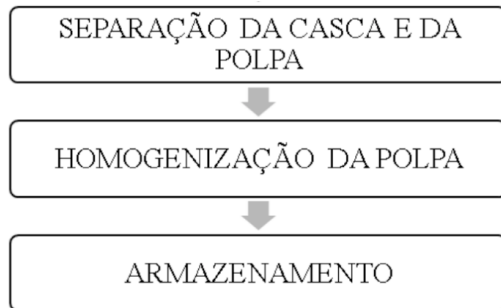 SEPARAÇÃO DA CASCA E DA
POLPA
HOMOGENIZAÇÃO DA POLPA
ARMAZENAMENTO